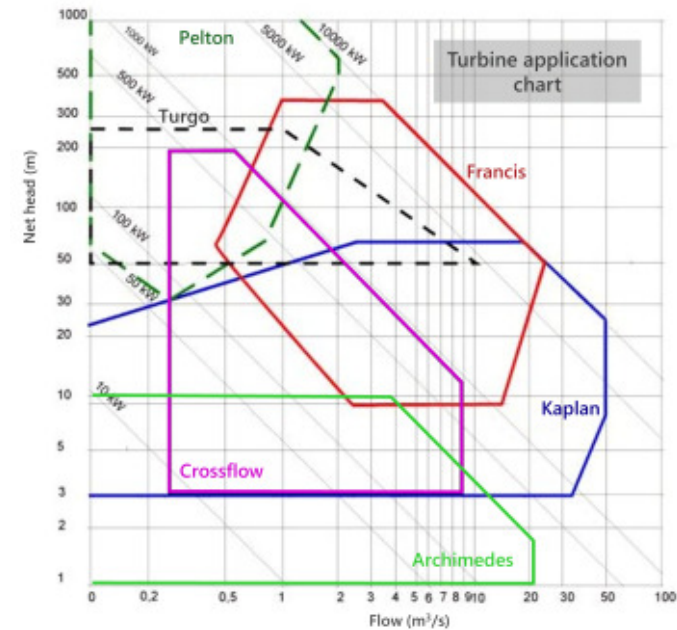 1000
Pelton
1000 kW
5000 kW
10000 kW
Turbine application
chart
500
500 kW
300
Turgo
200
Francis
Net head (m)
100
100 kW
50
50 kW
30
20
10
10 kW
Kaplan
5
Crossflow
3
2
Archimedes
1
0 0,2 0,5 1 2 3 4 5 6 7 8 9 10 20 30 50 100
Flow (m³/s)